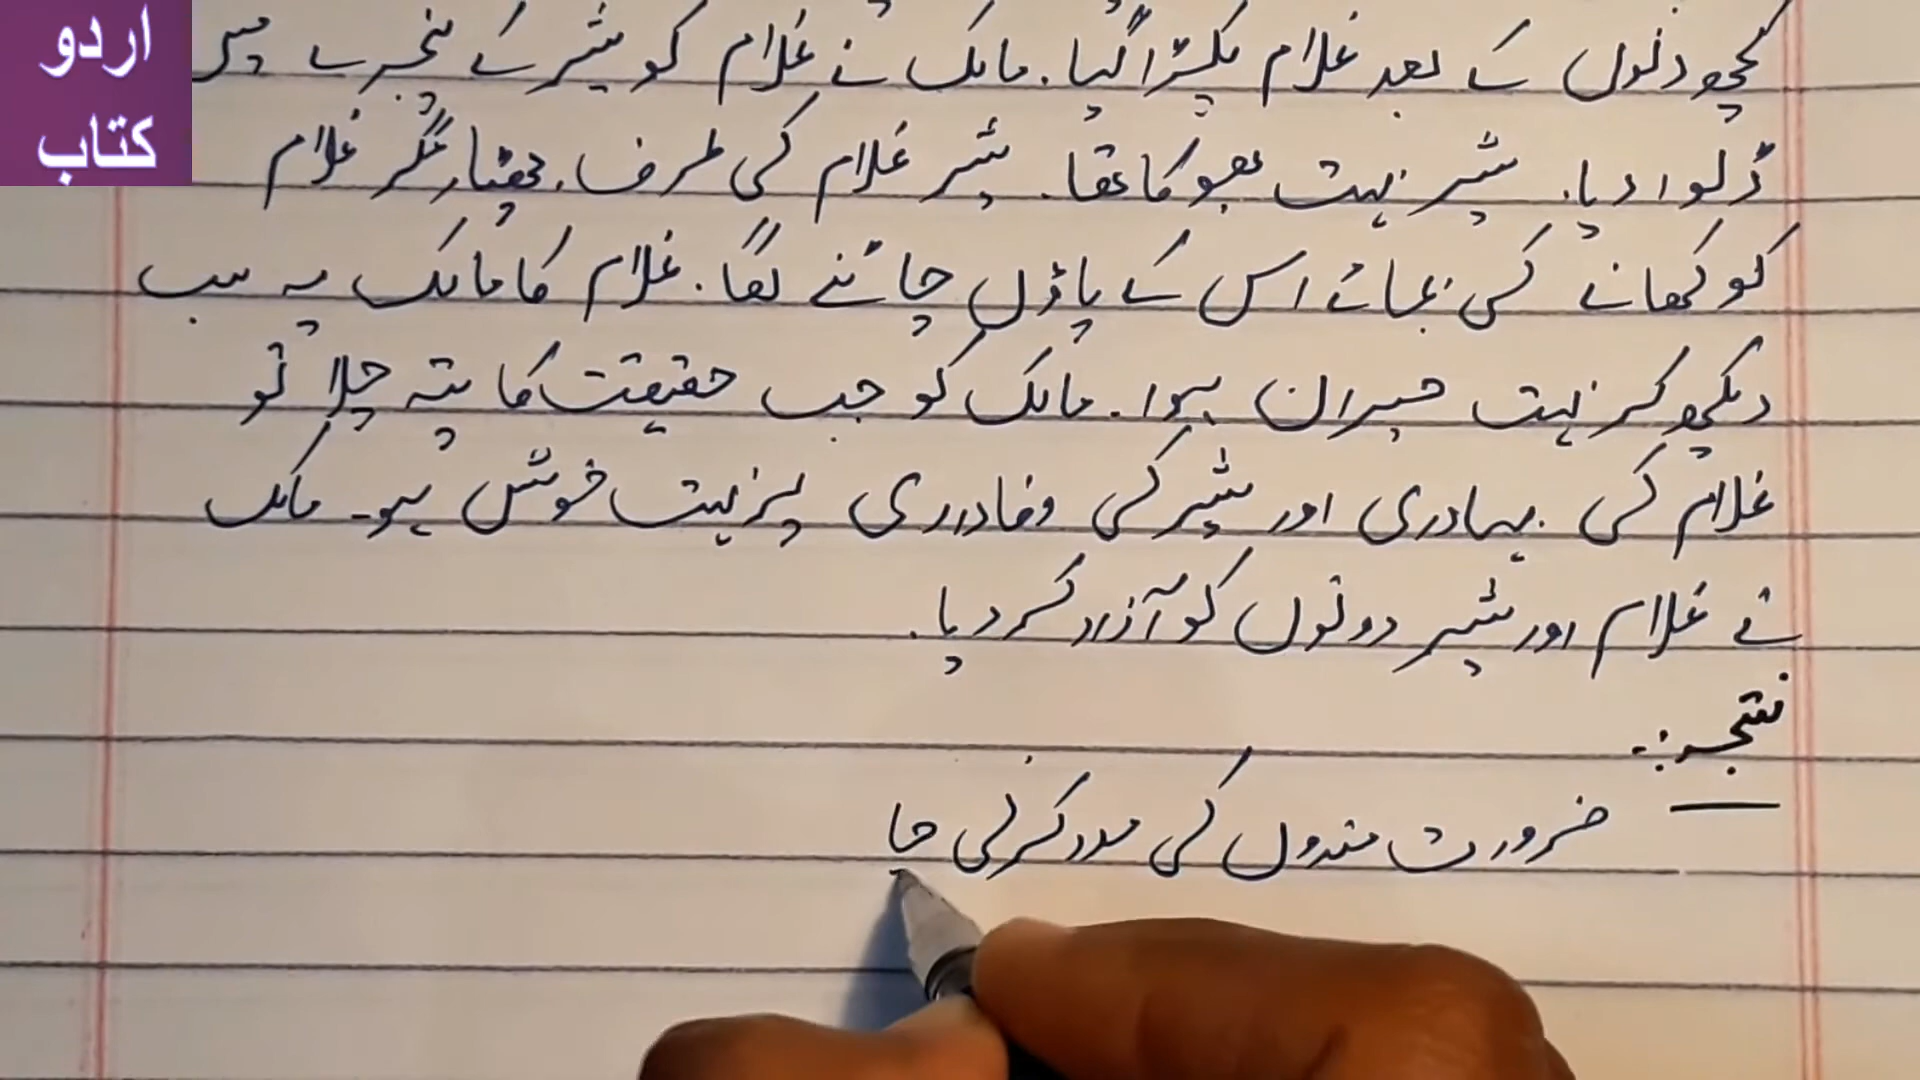 اردو
کتاب
کچھ دنوں کے بعد غلام پکڑا گیا. مالک نے غلام کو شیر کے پنجرے میں
ڈلوا دیا. شیر بہت بھوکا تھا. شیر غلام کی طرف جھپٹا، مگر غلام
کو کھانے کی بجائے اس کے پاؤں چاٹنے لگا. غلام کا مالک یہ سب
دیکھ کر بہت حیران ہوا. مالک کو جب حقیقت کا پتہ چلا تو
غلام کی بہادری اور شیر کی وفاداری پر بہت خوش ہو۔ مالک
نے غلام اور شیر دونوں کو آزاد کر دیا.
نتیجہ:-
ضرورت مندوں کی مدد کرنی چا